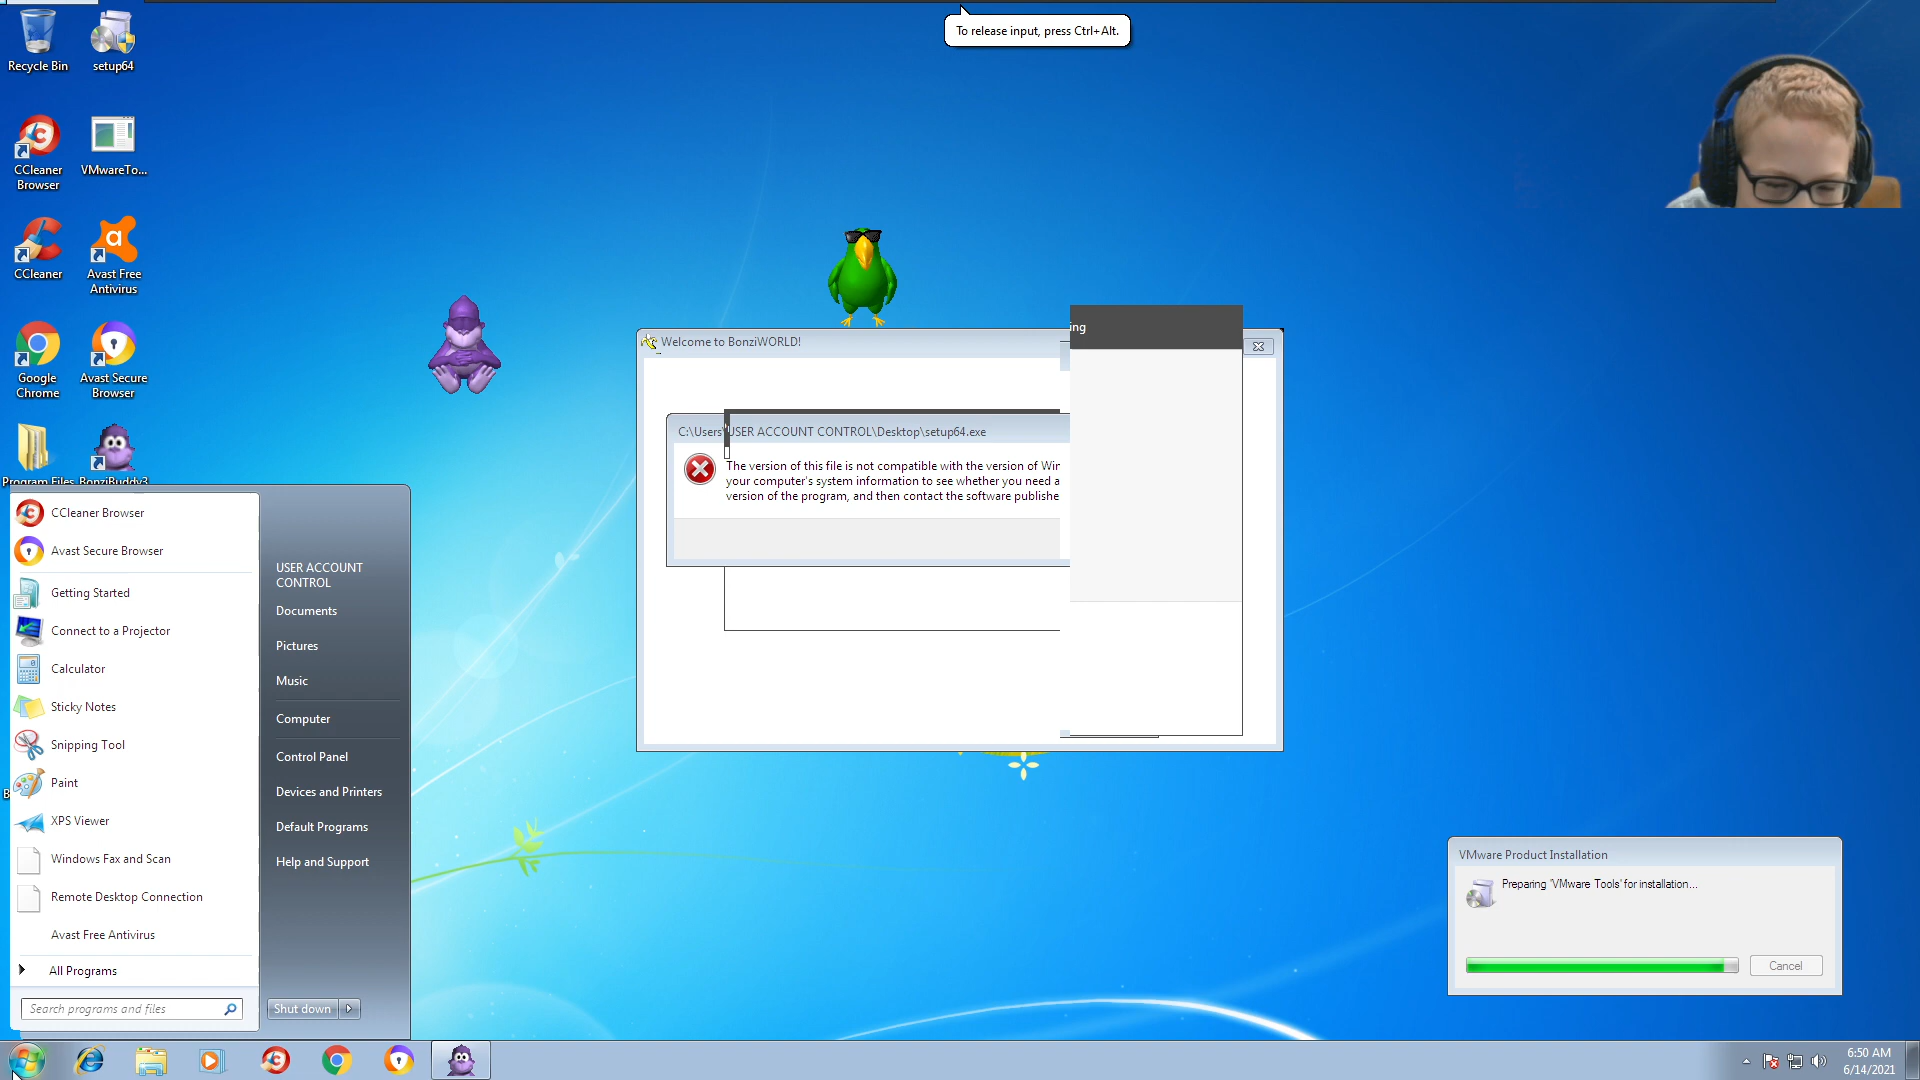 To release input, press Ctrl+Alt.
Recycle Bin
setup64
CCleaner
Browser
VMwareTo...
CCleaner
Avast Free
Antivirus
Google
Chrome
Avast Secure
Browser
Program Files
BonziBuddy3
Welcome to BonziWORLD!
ing
C:\Users\USER ACCOUNT CONTROL\Desktop\setup64.exe
The version of this file is not compatible with the version of Win
your computer's system information to see whether you need a
version of the program, and then contact the software publishe
CCleaner Browser
Avast Secure Browser
Getting Started
Connect to a Projector
Calculator
Sticky Notes
Snipping Tool
Paint
XPS Viewer
Windows Fax and Scan
Remote Desktop Connection
Avast Free Antivirus
All Programs
Search programs and files
USER ACCOUNT
CONTROL
Documents
Pictures
Music
Computer
Control Panel
Devices and Printers
Default Programs
Help and Support
Shut down
B
VMware Product Installation
Preparing 'VMware Tools' for installation...
Cancel
6:50 AM
6/14/2021